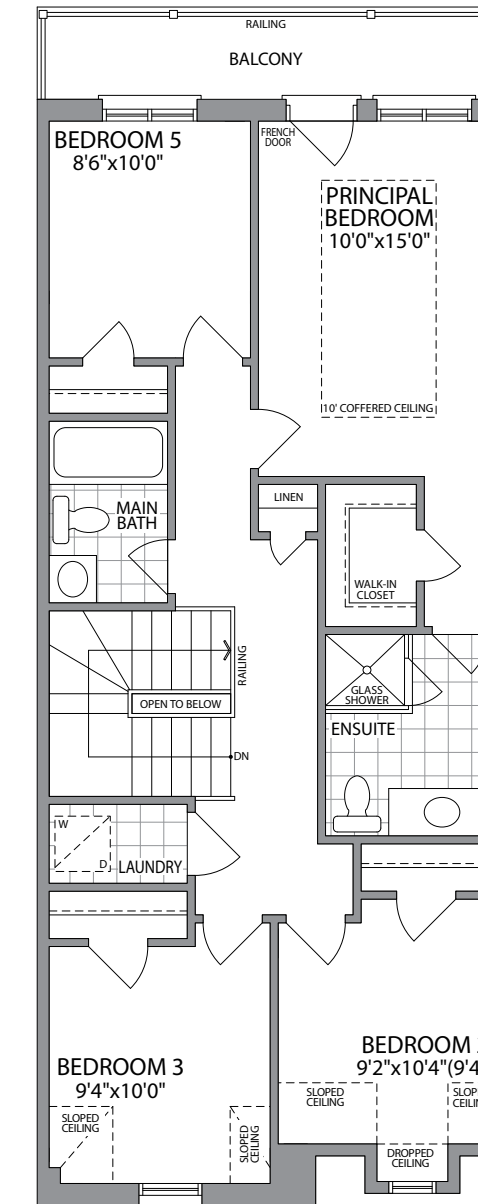 RAILING
BALCONY
BEDROOM 5
8'6"x10'0"
FRENCH
DOOR
PRINCIPAL
BEDROOM
10'0"x15'0"
10' COFFERED CEILING
LINEN
MAIN
BATH
WALK-IN
CLOSET
RAILING
GLASS
SHOWER
OPEN TO BELOW
ENSUITE
DN
W
D
LAUNDRY
BEDROOM
9'2"x10'4"(9'4
BEDROOM 3
9'4"x10'0"
SLOPED
CEILING
SLOPED
CEILING
SLOPED
CEILING
DROPPED
CEILING